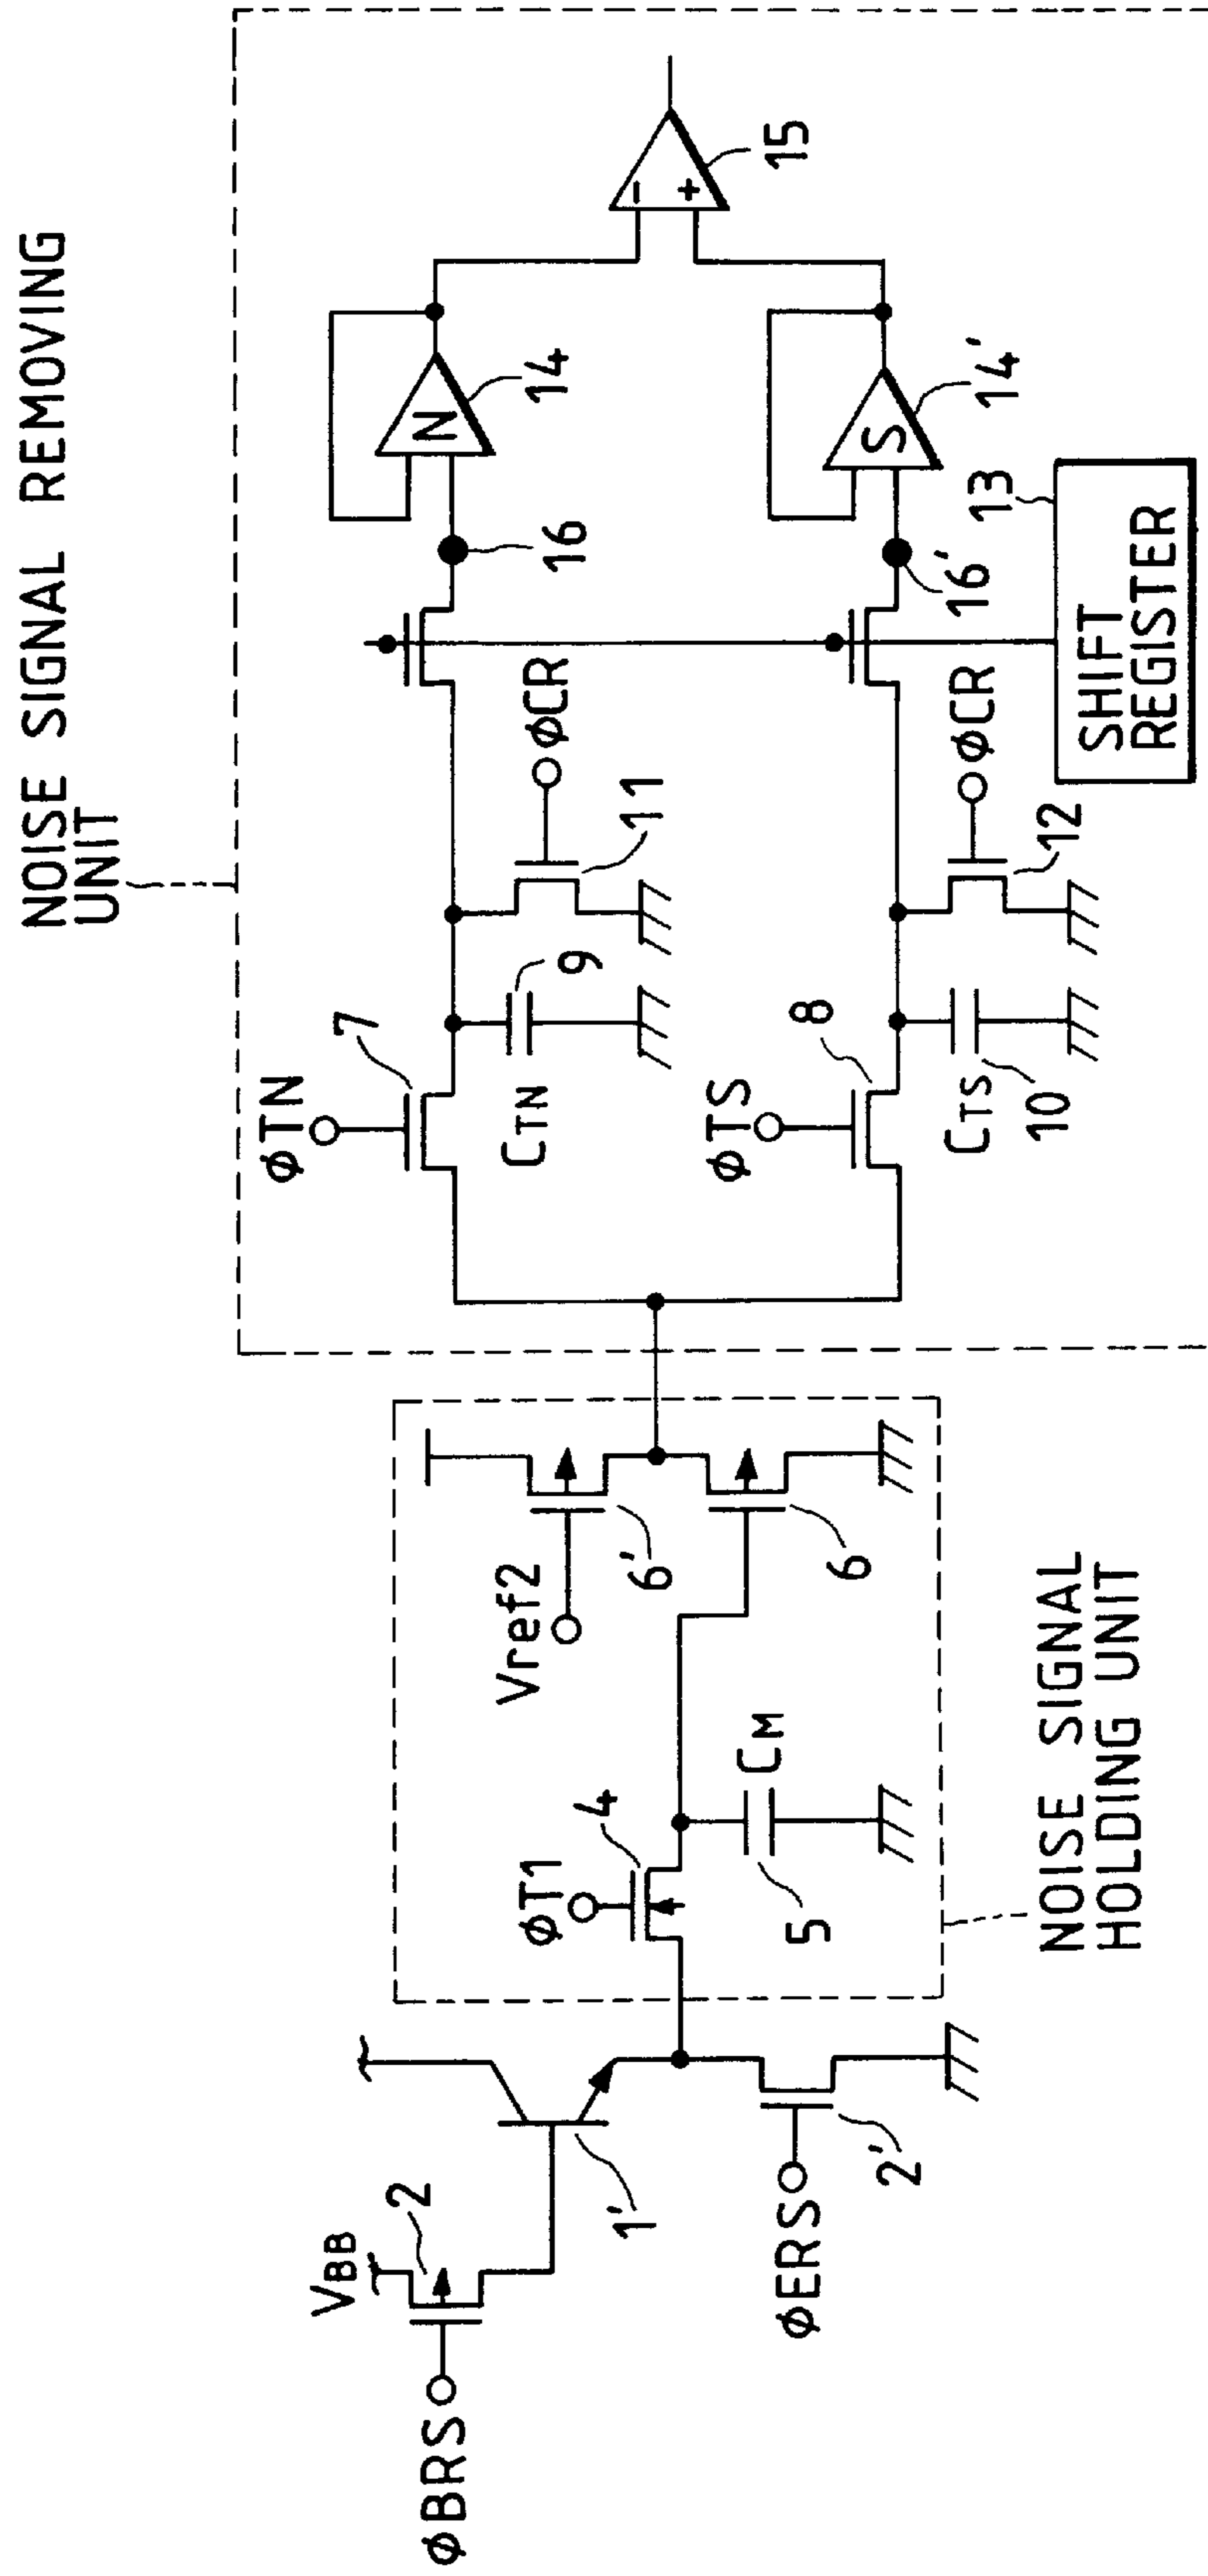 NOISE SIGNAL REMOVING
UNIT
φBRS
VBB
2
1'
φERS
2'
φT1
4
5
CM
Vref2
6'
6
NOISE SIGNAL
HOLDING UNIT
φTN
7
CTN
9
11
φCR
φTS
8
CTS
10
12
φCR
16
16'
13
SHIFT
REGISTER
N
14
S
14'
−
+
15